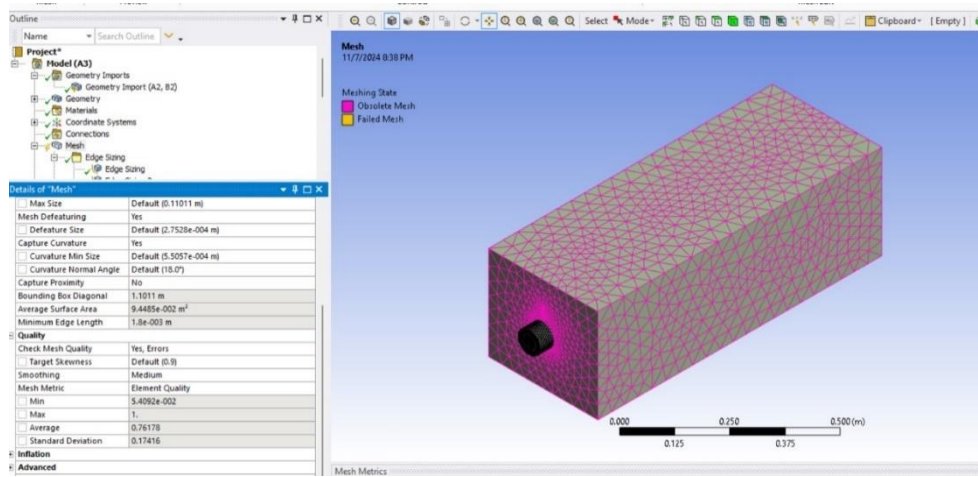 Outline
Name
Search Outline
Project*
Model (A3)
Geometry Imports
Geometry Import (A2, B2)
Geometry
Materials
Coordinate Systems
Connections
Mesh
Edge Sizing
Edge Sizing
Details of "Mesh"
Max Size Default (0.11011 m)
Mesh Defeaturing Yes
Defeature Size Default (2.7528e-004 m)
Capture Curvature Yes
Curvature Min Size Default (5.5057e-004 m)
Curvature Normal Angle Default (18.0°)
Capture Proximity No
Bounding Box Diagonal 1.1011 m
Average Surface Area 9.4485e-002 m²
Minimum Edge Length 1.8e-003 m
Quality
Check Mesh Quality Yes, Errors
Target Skewness Default (0.9)
Smoothing Medium
Mesh Metric Element Quality
Min 5.4092e-002
Max 1.
Average 0.76178
Standard Deviation 0.17416
Inflation
Advanced
Select Mode Clipboard [Empty]
Mesh
11/7/2024 8:38 PM
Meshing State
Obsolete Mesh
Failed Mesh
0.000 0.250 0.500 (m)
0.125 0.375
Mesh Metrics